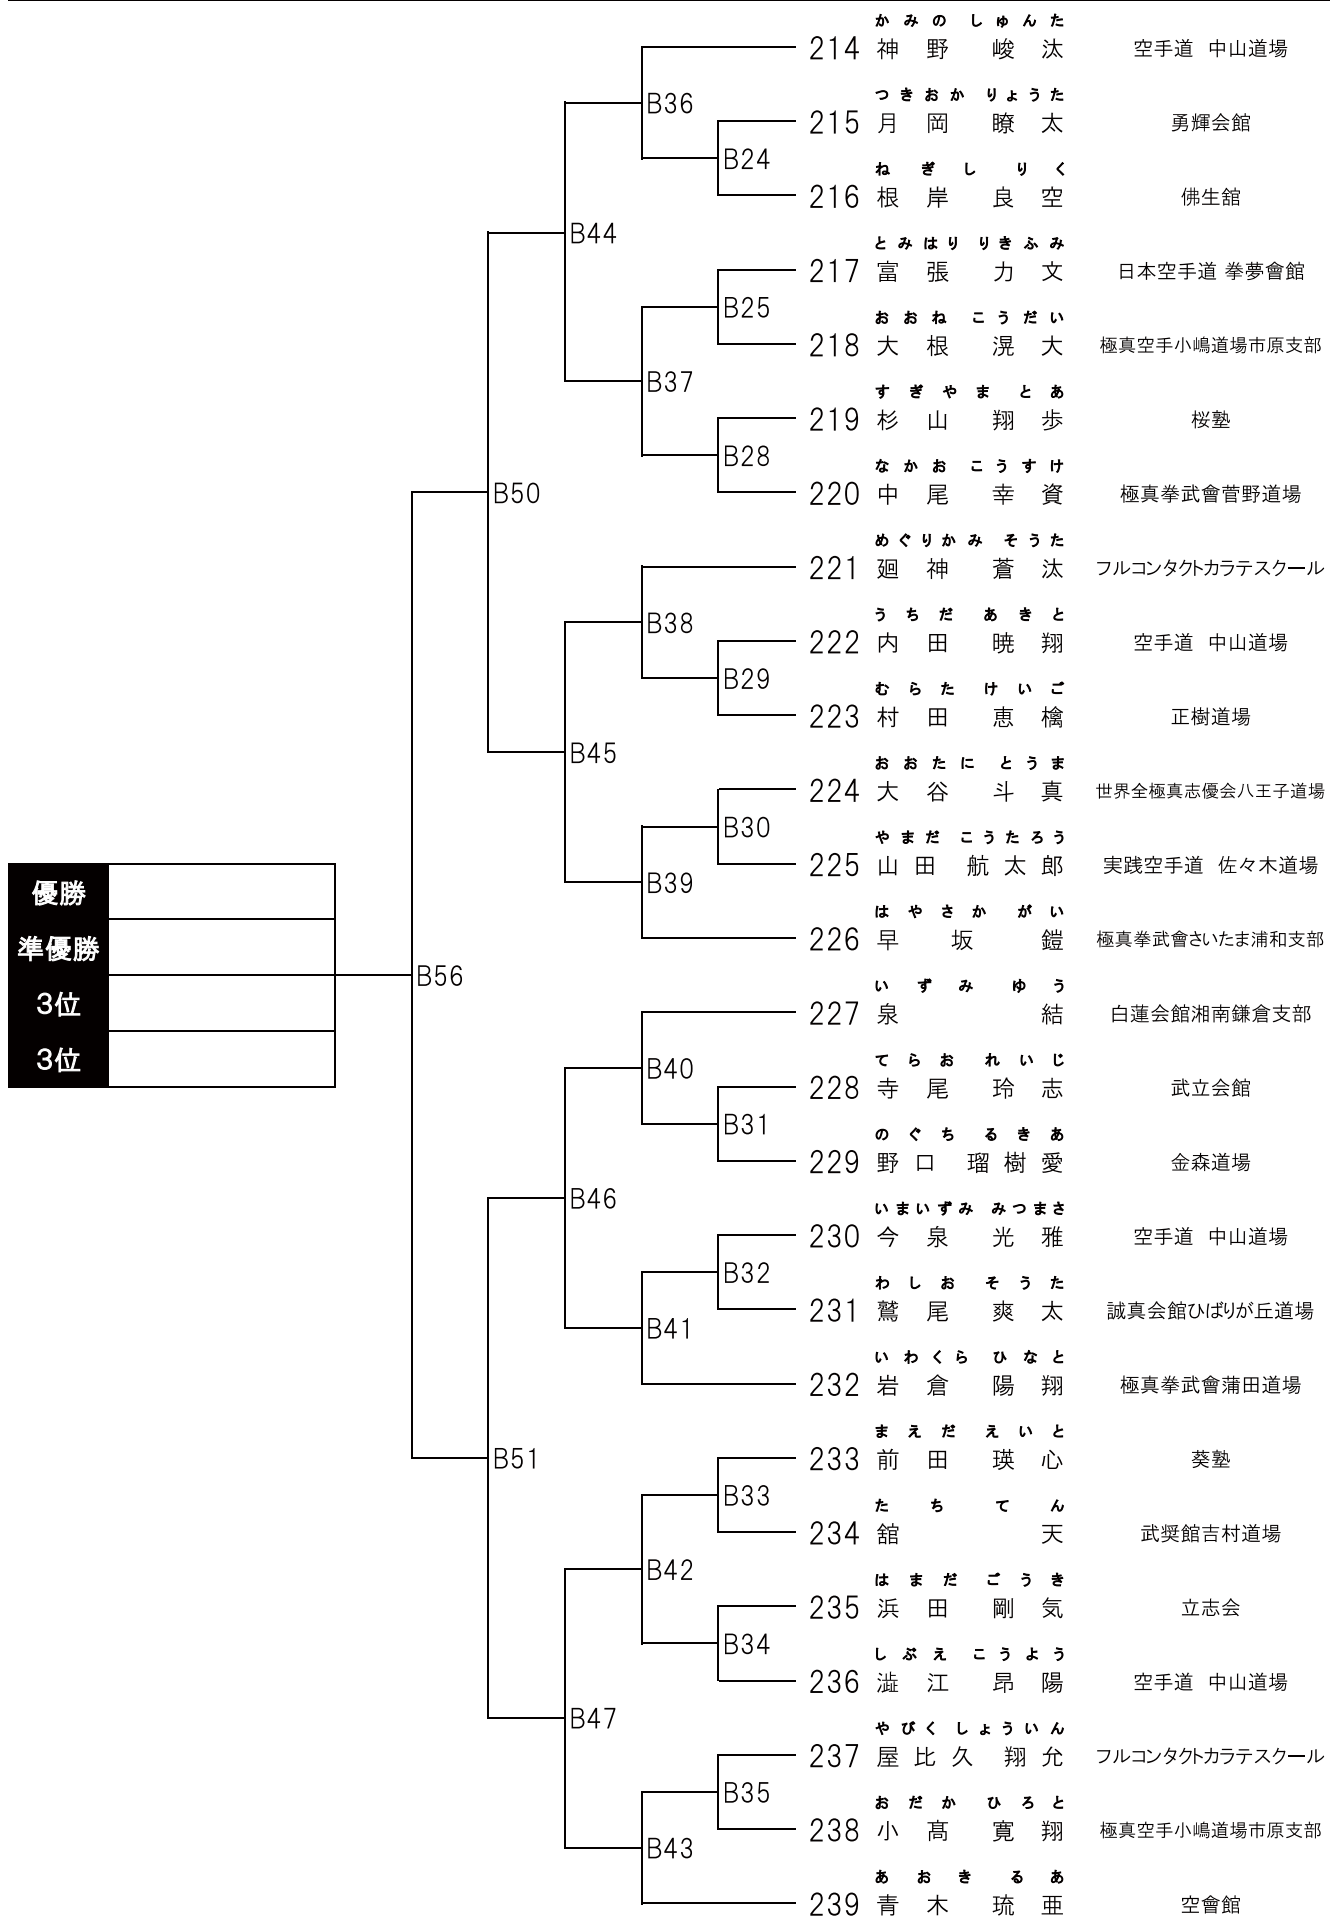 かみの しゅんた
214 神野 峻汰 空手道 中山道場
B36
つきおか りょうた
215 月岡 瞭太 勇輝会館
B24
ねぎし りく
216 根岸 良空 佛生舘
B44
とみはり りきふみ
217 富張 力文 日本空手道 拳夢會館
B25
おおね こうだい
218 大根 滉大 極真空手小嶋道場市原支部
B37
すぎやま とあ
219 杉山 翔歩 桜塾
B28
なかお こうすけ
220 中尾 幸資 極真拳武會菅野道場
B50
めぐりかみ そうた
221 廻神 蒼汰 フルコンタクトカラテスクール
B38
うちだ あきと
222 内田 暁翔 空手道 中山道場
B29
むらた けいご
223 村田 恵檎 正樹道場
B45
おおたに とうま
224 大谷 斗真 世界全極真志優会八王子道場
B30
やまだ こうたろう
225 山田 航太郎 実践空手道 佐々木道場
B39
はやさか がい
226 早坂 鎧 極真拳武會さいたま浦和支部
優勝
準優勝
3位
3位
B56
いずみ ゆう
227 泉 結 白蓮会館湘南鎌倉支部
B40
てらお れいじ
228 寺尾 玲志 武立会館
B31
のぐち るきあ
229 野口 瑠樹愛 金森道場
B46
いまいずみ みつまさ
230 今泉 光雅 空手道 中山道場
B32
わしお そうた
231 鷲尾 爽太 誠真会館ひばりが丘道場
B41
いわくら ひなと
232 岩倉 陽翔 極真拳武會蒲田道場
B51
まえだ えいと
233 前田 瑛心 葵塾
B33
たち てん
234 舘 天 武奨館吉村道場
B42
はまだ ごうき
235 浜田 剛気 立志会
B34
しぶえ こうよう
236 澁江 昂陽 空手道 中山道場
B47
やびく しょういん
237 屋比久 翔允 フルコンタクトカラテスクール
B35
おだか ひろと
238 小髙 寛翔 極真空手小嶋道場市原支部
B43
あおき るあ
239 青木 琉亜 空會館